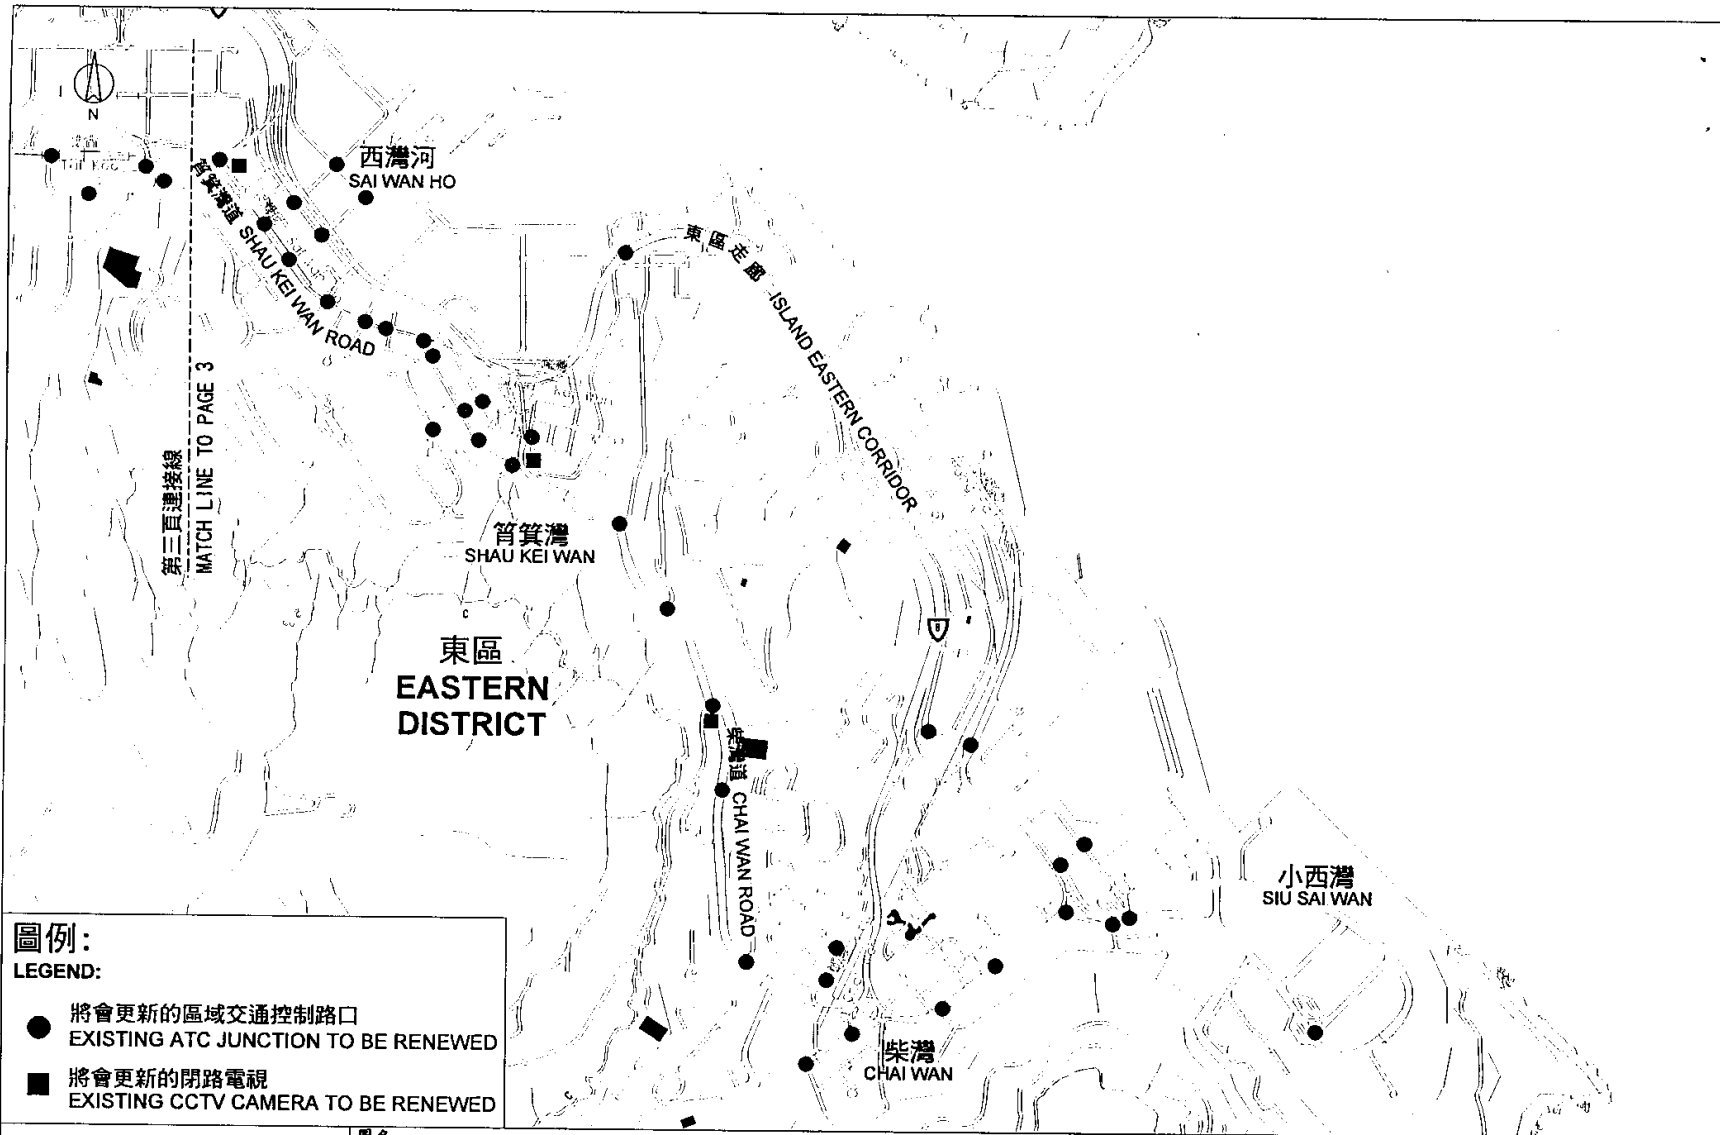 N
西灣河
SAI WAN HO
筲箕灣道 SHAU KEI WAN ROAD
東區走廊 ISLAND EASTERN CORRIDOR
第三頁連接線
MATCH LINE TO PAGE 3
筲箕灣
SHAU KEI WAN
東區
EASTERN
DISTRICT
8
柴灣道 CHAI WAN ROAD
小西灣
SIU SAI WAN
柴灣
CHAI WAN
圖例:
LEGEND:
將會更新的區域交通控制路口
EXISTING ATC JUNCTION TO BE RENEWED
將會更新的閉路電視
EXISTING CCTV CAMERA TO BE RENEWED